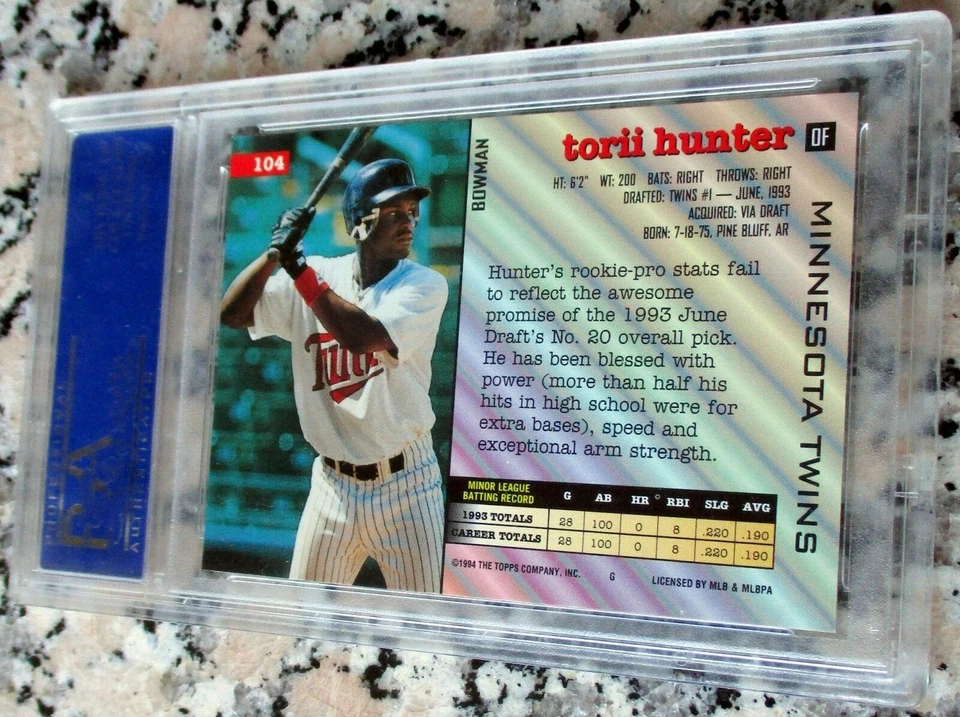 104
Twins
BOWMAN
torii hunter
OF
HT: 6'2" WT: 200 BATS: RIGHT THROWS: RIGHT
DRAFTED: TWINS #1 — JUNE, 1993
ACQUIRED: VIA DRAFT
BORN: 7-18-75, PINE BLUFF, AR
MINNESOTA TWINS
Hunter's rookie-pro stats fail
to reflect the awesome
promise of the 1993 June
Draft's No. 20 overall pick.
He has been blessed with
power (more than half his
hits in high school were for
extra bases), speed and
exceptional arm strength.
MINOR LEAGUE
BATTING RECORD G AB HR RBI SLG AVG
1993 TOTALS 28 100 0 8 .220 .190
CAREER TOTALS 28 100 0 8 .220 .190
©1994 THE TOPPS COMPANY, INC. G LICENSED BY MLB & MLBPA